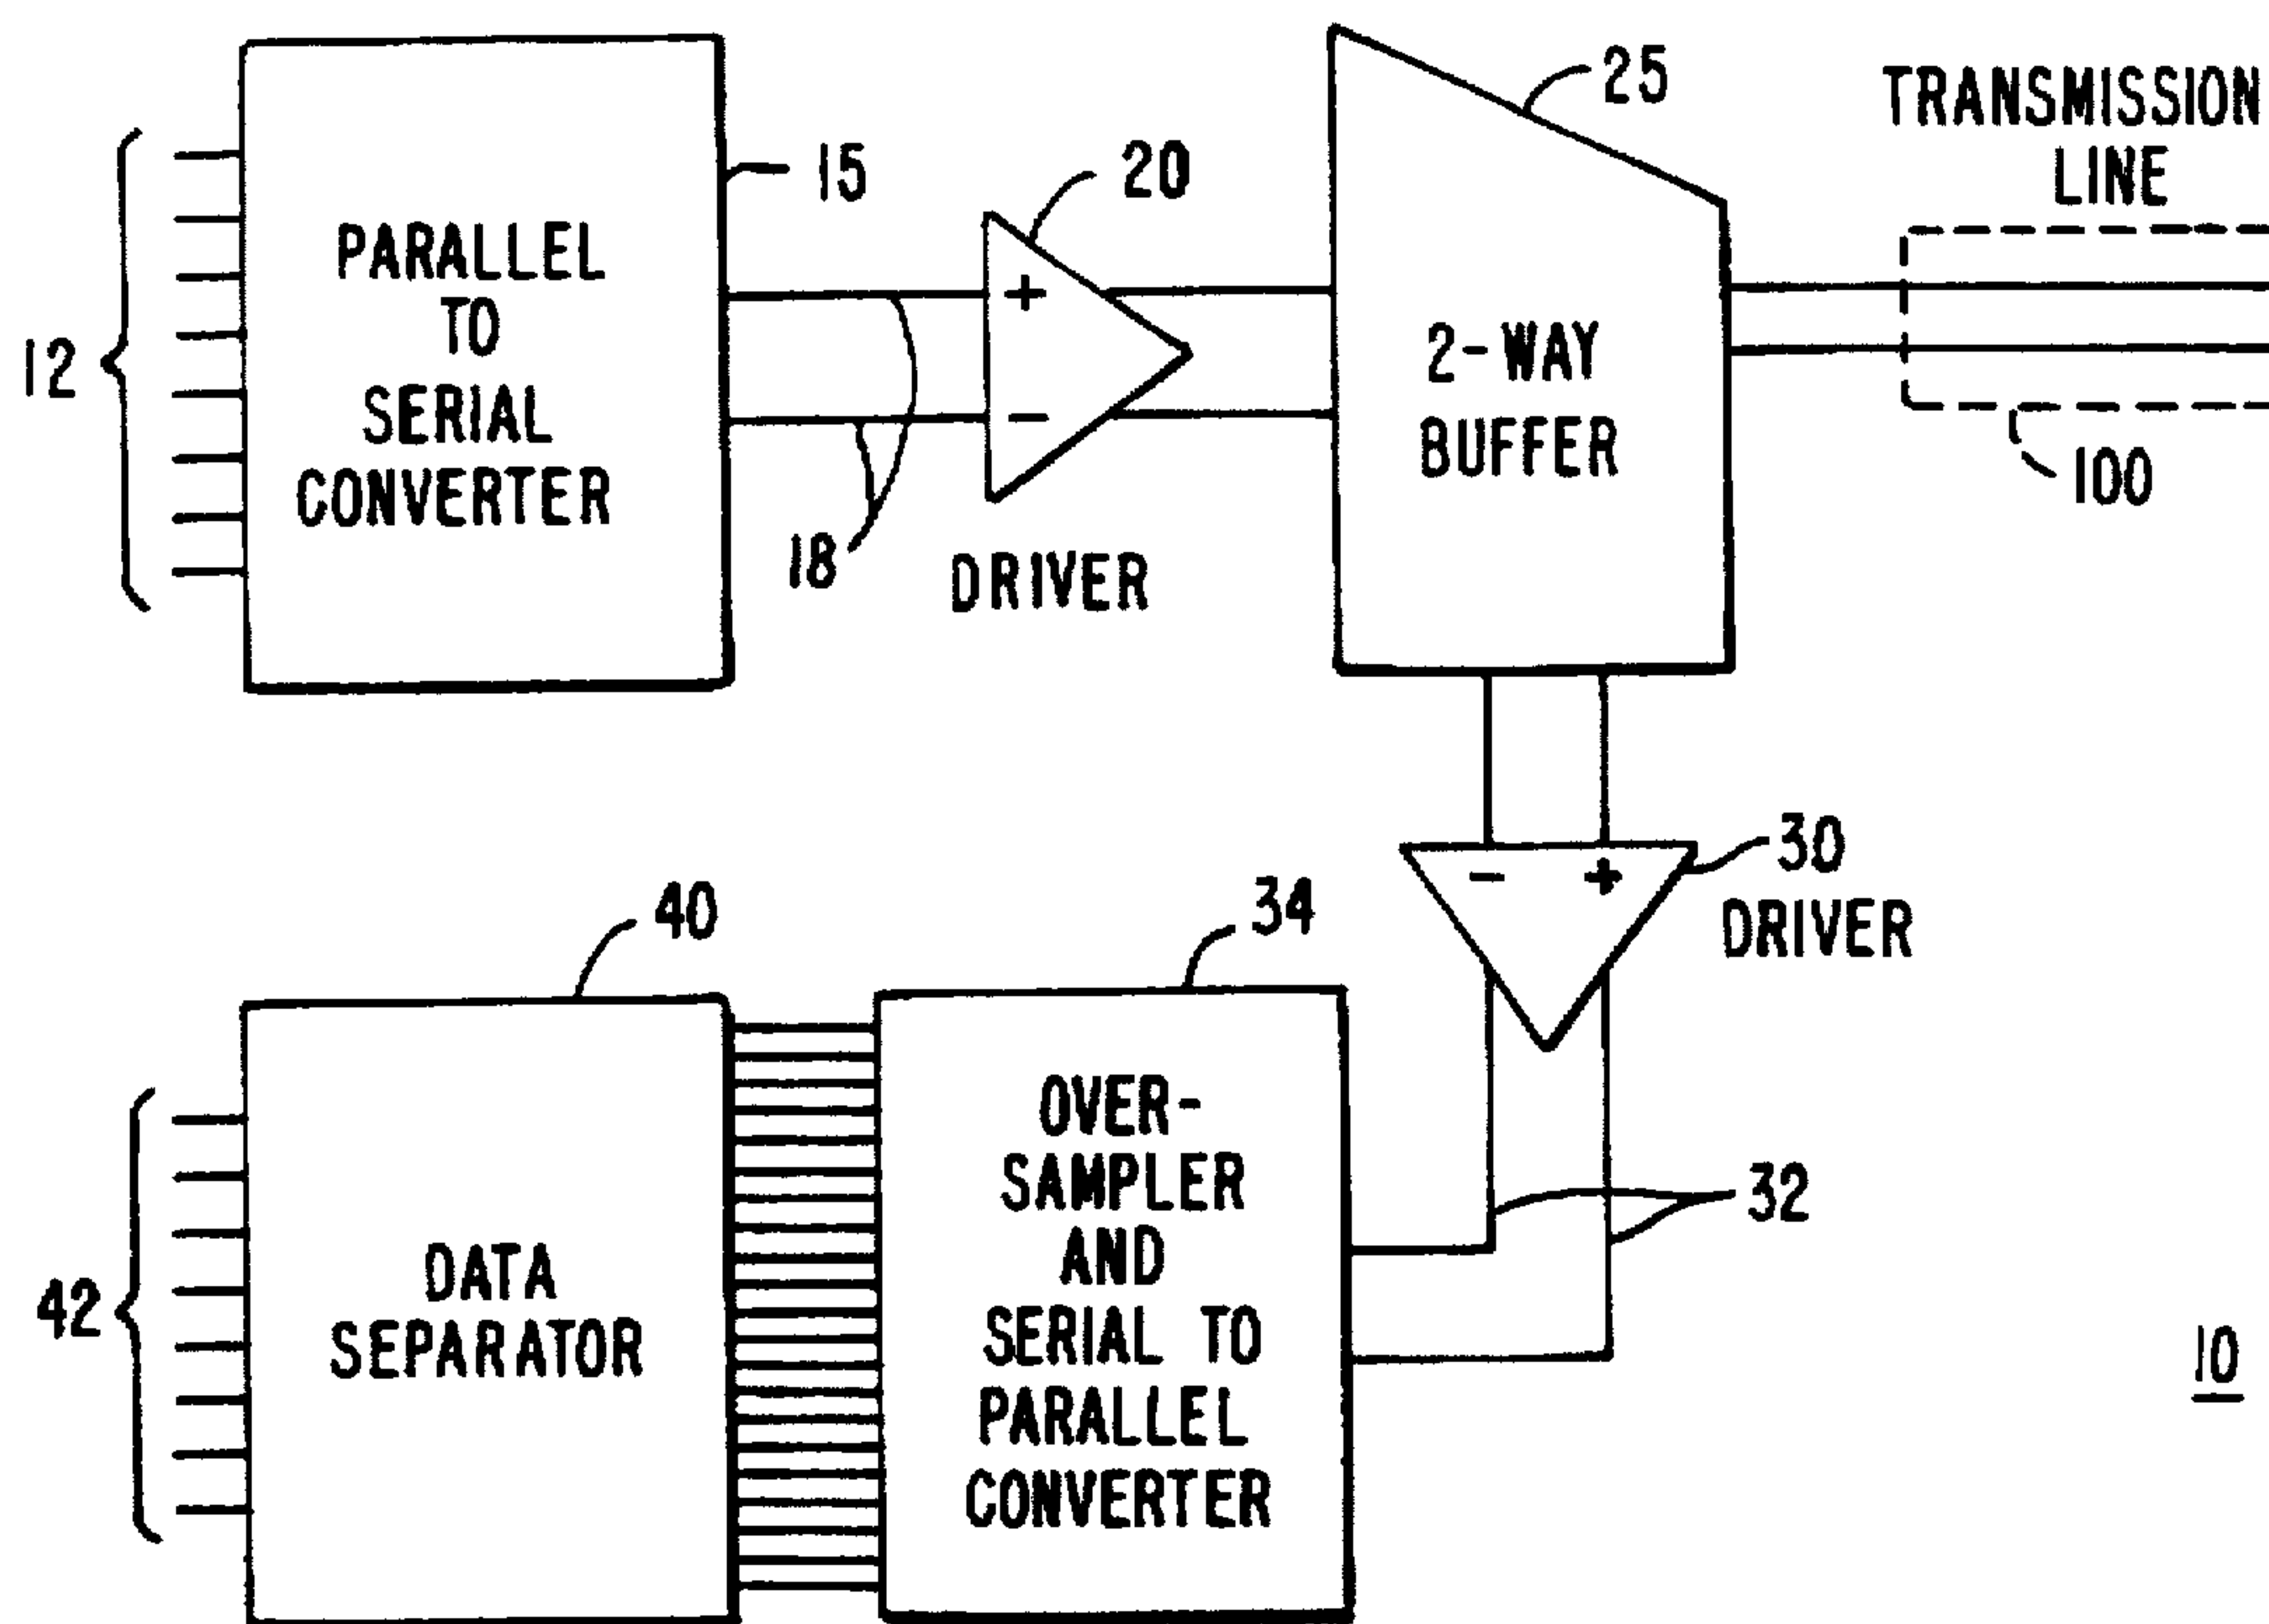 25
TRANSMISSION
LINE
15
20
PARALLEL
TO
SERIAL
CONVERTER
+
-
12
2-WAY
BUFFER
100
18
DRIVER
30
- +
DRIVER
40
34
OVER-
SAMPLER
AND
SERIAL TO
PARALLEL
CONVERTER
32
DATA
SEPARATOR
42
10